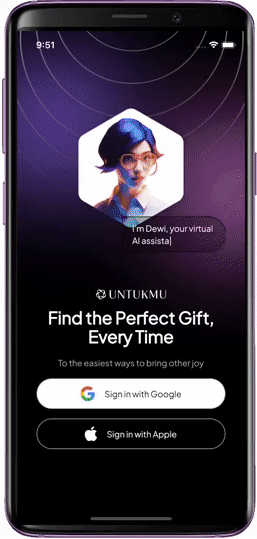 9:51
I'm Dewi, your virtual
AI assista
UNTUKMU
Find the Perfect Gift,
Every Time
To the easiest ways to bring other joy
Sign in with Google
Sign in with Apple